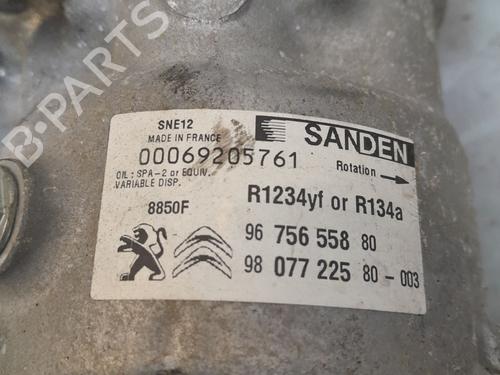 B-PARTS
SNE12
MADE IN FRANCE
SANDEN
00069205761
Rotation
OIL : SPA-2 or EQUIV.
VARIABLE DISP.
8850F
R1234yf or R134a
96 756 558 80
98 077 225 80 - 003